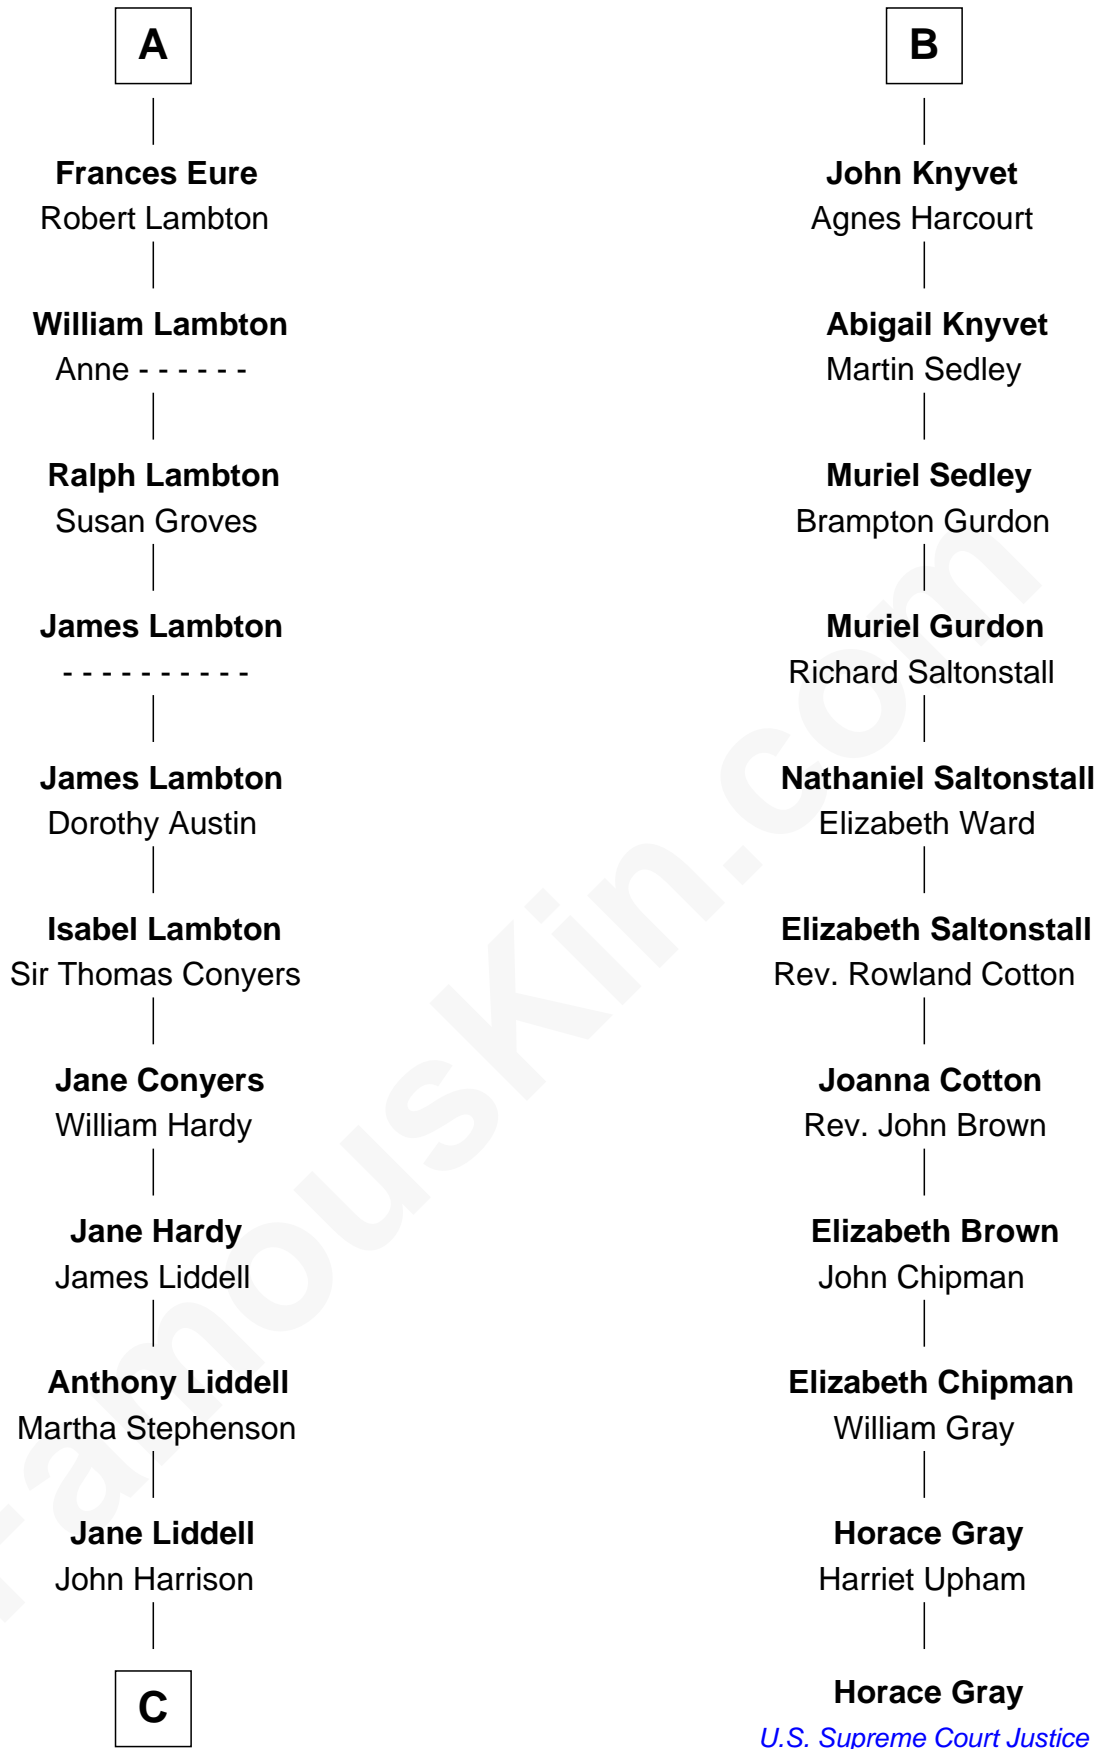 A
Frances Eure
Robert Lambton
William Lambton
Anne - - - - - -
Ralph Lambton
Susan Groves
James Lambton
- - - - - - - - - -
James Lambton
Dorothy Austin
Isabel Lambton
Sir Thomas Conyers
Jane Conyers
William Hardy
Jane Hardy
James Liddell
Anthony Liddell
Martha Stephenson
Jane Liddell
John Harrison
C
B
John Knyvet
Agnes Harcourt
Abigail Knyvet
Martin Sedley
Muriel Sedley
Brampton Gurdon
Muriel Gurdon
Richard Saltonstall
Nathaniel Saltonstall
Elizabeth Ward
Elizabeth Saltonstall
Rev. Rowland Cotton
Joanna Cotton
Rev. John Brown
Elizabeth Brown
John Chipman
Elizabeth Chipman
William Gray
Horace Gray
Harriet Upham
Horace Gray
U.S. Supreme Court Justice
FamousKin.com